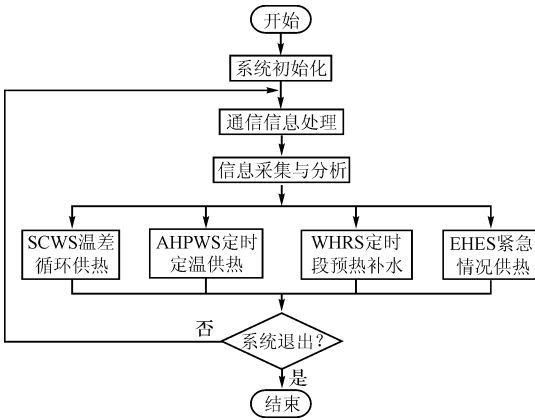 开始
系统初始化
通信信息处理
信息采集与分析
SCWS温差
循环供热
AHPWS定时
定温供热
WHRS定时
段预热补水
EHES紧急
情况供热
否
系统退出?
是
结束